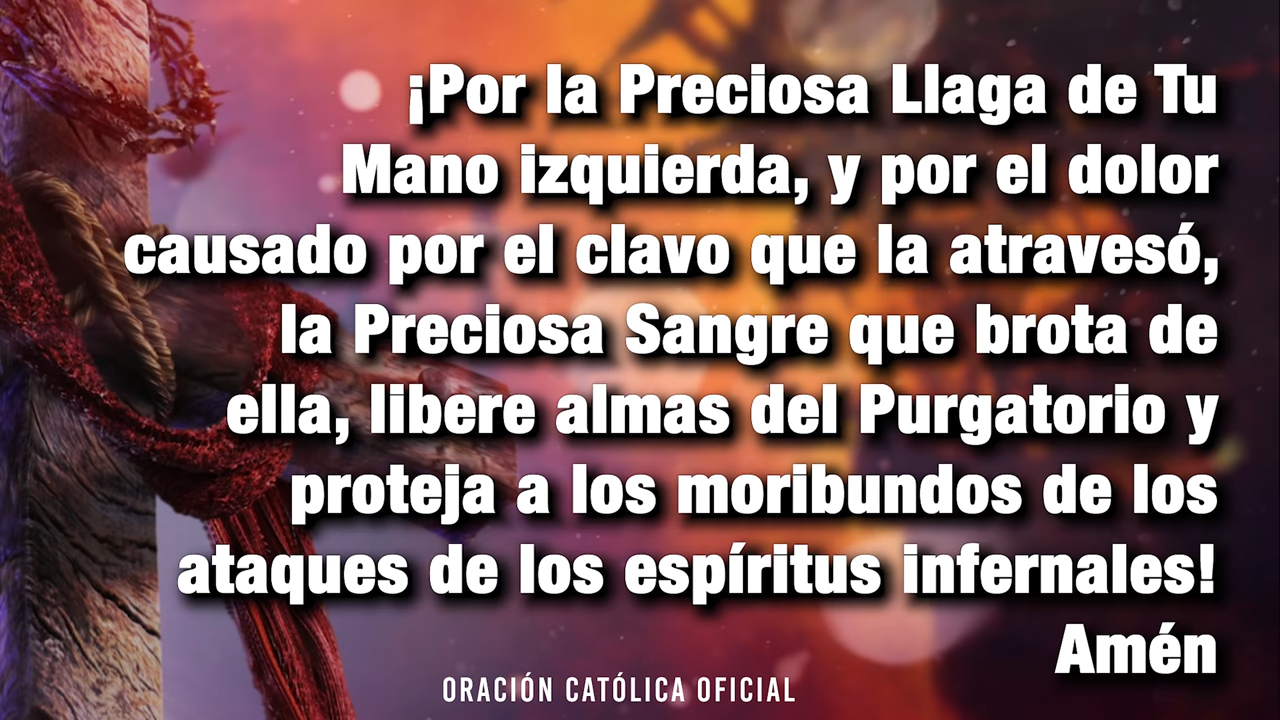 ¡Por la Preciosa Llaga de Tu
Mano izquierda, y por el dolor
causado por el clavo que la atravesó,
la Preciosa Sangre que brota de
ella, libere almas del Purgatorio y
proteja a los moribundos de los
ataques de los espíritus infernales!
Amén
ORACIÓN CATÓLICA OFICIAL